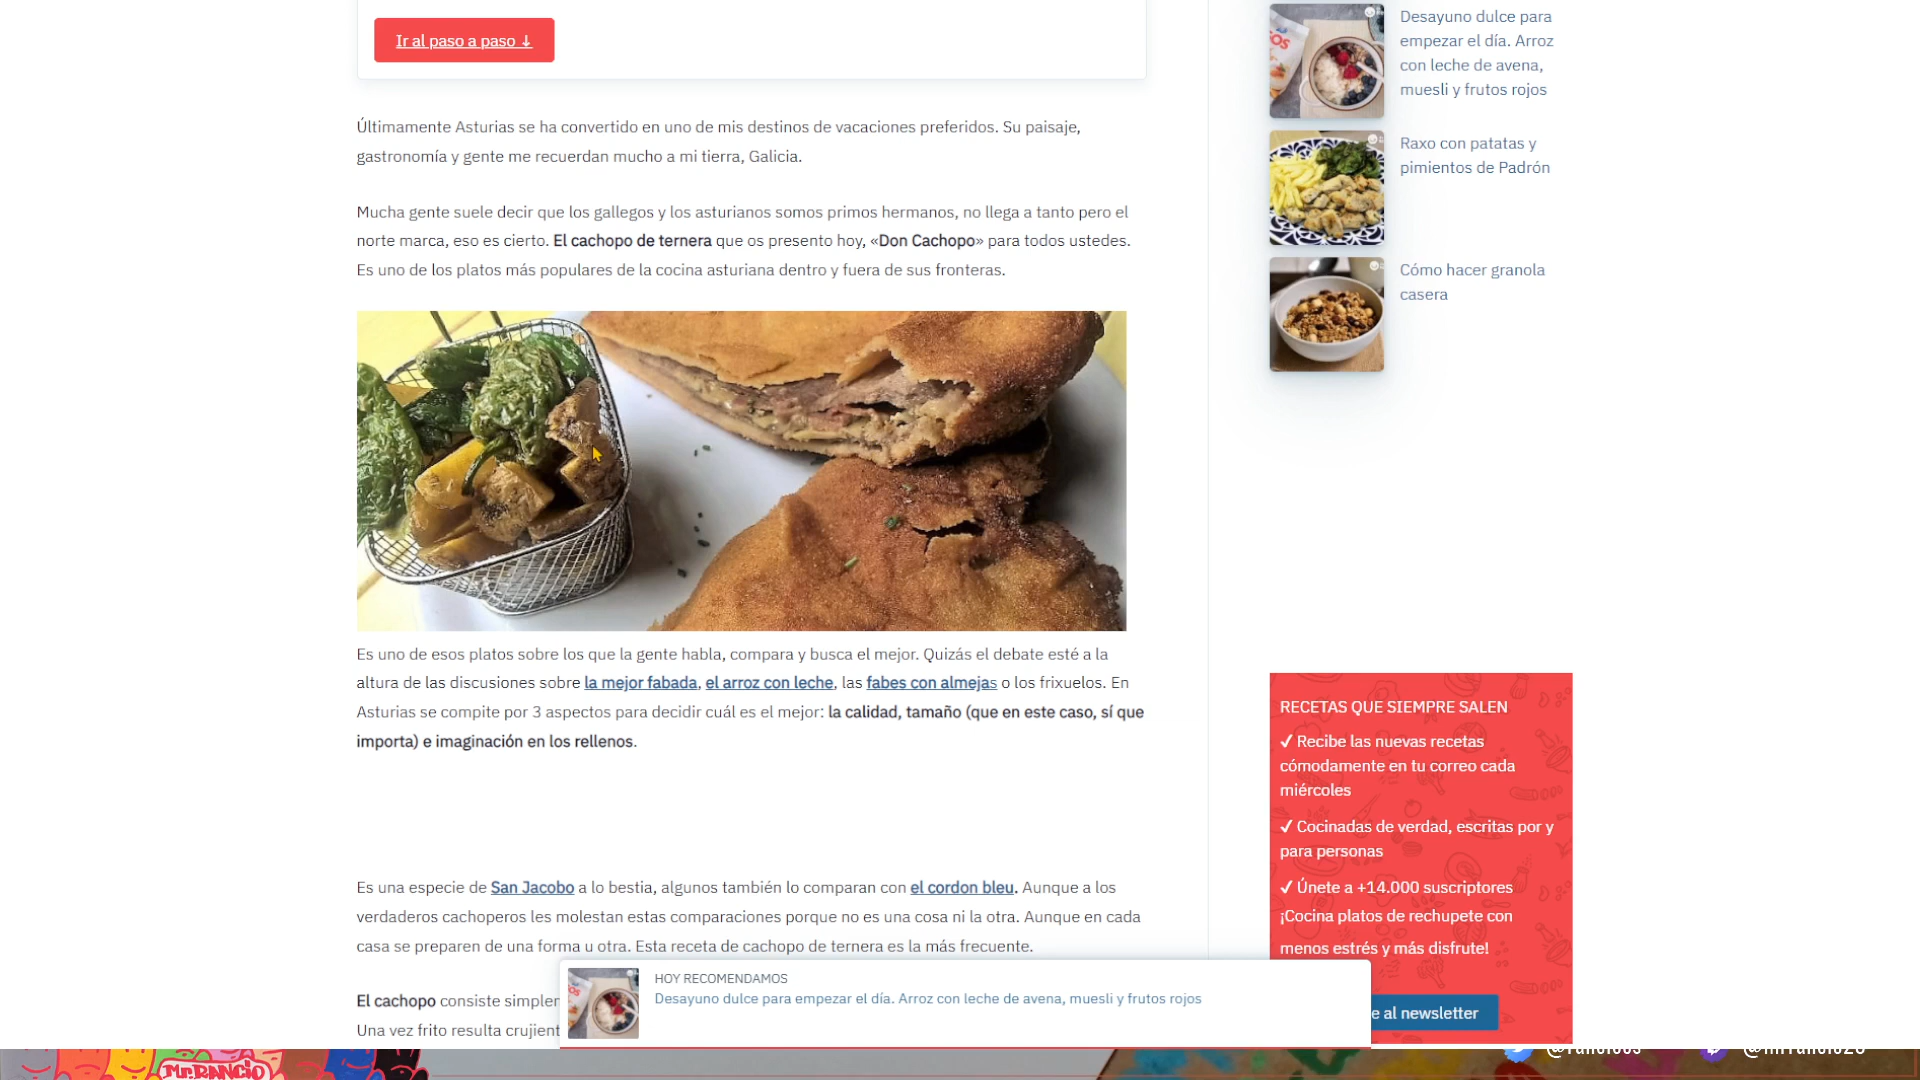 Ir al paso a paso ↓
Últimamente Asturias se ha convertido en uno de mis destinos de vacaciones preferidos. Su paisaje,
gastronomía y gente me recuerdan mucho a mi tierra, Galicia.
Mucha gente suele decir que los gallegos y los asturianos somos primos hermanos, no llega a tanto pero el
norte marca, eso es cierto. El cachopo de ternera que os presento hoy, «Don Cachopo» para todos ustedes.
Es uno de los platos más populares de la cocina asturiana dentro y fuera de sus fronteras.
Es uno de esos platos sobre los que la gente habla, compara y busca el mejor. Quizás el debate esté a la
altura de las discusiones sobre la mejor fabada, el arroz con leche, las fabes con almejas o los frixuelos. En
Asturias se compite por 3 aspectos para decidir cuál es el mejor: la calidad, tamaño (que en este caso, sí que
importa) e imaginación en los rellenos.
Es una especie de San Jacobo a lo bestia, algunos también lo comparan con el cordon bleu. Aunque a los
verdaderos cachoperos les molestan estas comparaciones porque no es una cosa ni la otra. Aunque en cada
casa se preparen de una forma u otra. Esta receta de cachopo de ternera es la más frecuente.
El cachopo consiste simplen
Una vez frito resulta crujient
Desayuno dulce para
empezar el día. Arroz
con leche de avena,
muesli y frutos rojos
Raxo con patatas y
pimientos de Padrón
Cómo hacer granola
casera
RECETAS QUE SIEMPRE SALEN
✓ Recibe las nuevas recetas
cómodamente en tu correo cada
miércoles
✓ Cocinadas de verdad, escritas por y
para personas
✓ Únete a +14.000 suscriptores
¡Cocina platos de rechupete con
menos estrés y más disfrute!
e al newsletter
HOY RECOMENDAMOS
Desayuno dulce para empezar el día. Arroz con leche de avena, muesli y frutos rojos
Mr.RANCIO